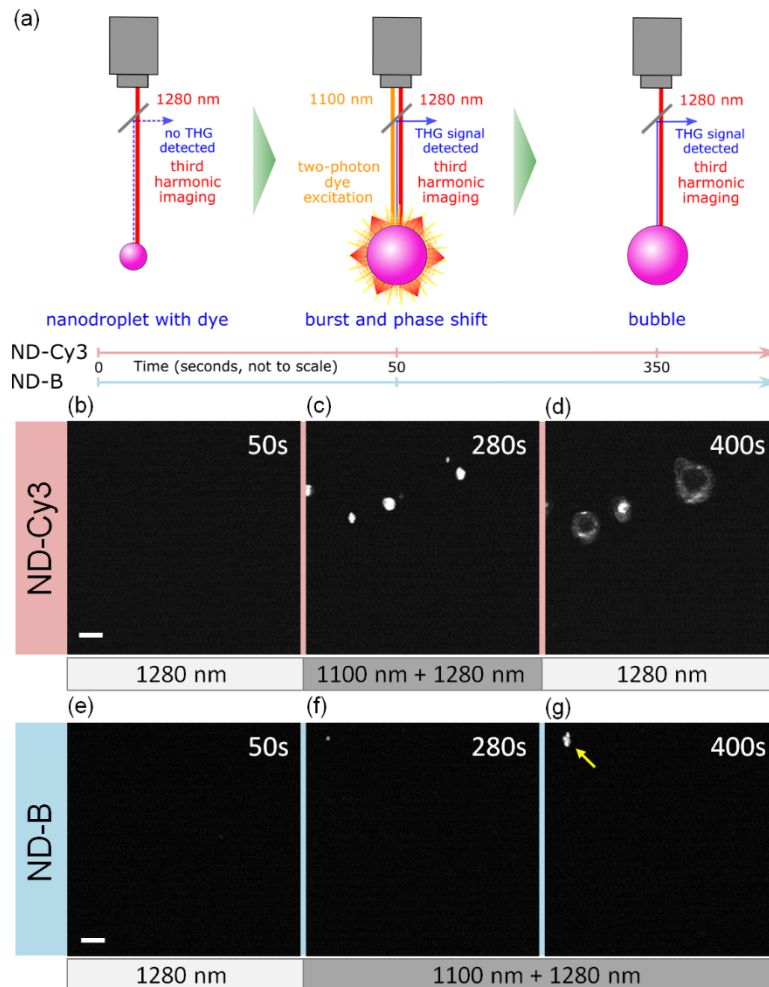 (a)
1100 nm
1280 nm
1280 nm
1280 nm
no THG
detected
THG signal
detected
THG signal
detected
third
harmonic
imaging
two-photon
dye
excitation
third
harmonic
imaging
third
harmonic
imaging
nanodroplet with dye
burst and phase shift
bubble
ND-Cy3
0
Time (seconds, not to scale)
50
350
ND-B
(b)
(c)
(d)
50s
280s
400s
ND-Cy3
1280 nm
1100 nm + 1280 nm
1280 nm
(e)
(f)
(g)
50s
280s
400s
ND-B
1280 nm
1100 nm + 1280 nm